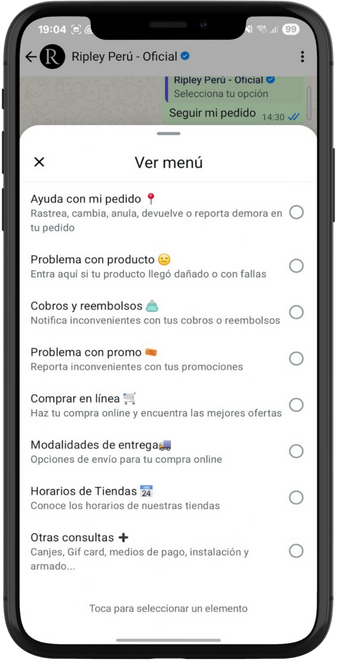 19:04
99
R Ripley Perú - Oficial
Ripley Perú - Oficial
Selecciona tu opción
Seguir mi pedido 14:30
Ver menú
Ayuda con mi pedido
Rastrea, cambia, anula, devuelve o reporta demora en
tu pedido
Problema con producto
Entra aquí si tu producto llegó dañado o con fallas
Cobros y reembolsos
Notifica inconvenientes con tus cobros o reembolsos
Problema con promo
Reporta inconvenientes con tus promociones
Comprar en línea
Haz tu compra online y encuentra las mejores ofertas
Modalidades de entrega
Opciones de envío para tu compra online
Horarios de Tiendas
24
Conoce los horarios de nuestras tiendas
Otras consultas
Canjes, Gift card, medios de pago, instalación y
armado...
Toca para seleccionar un elemento